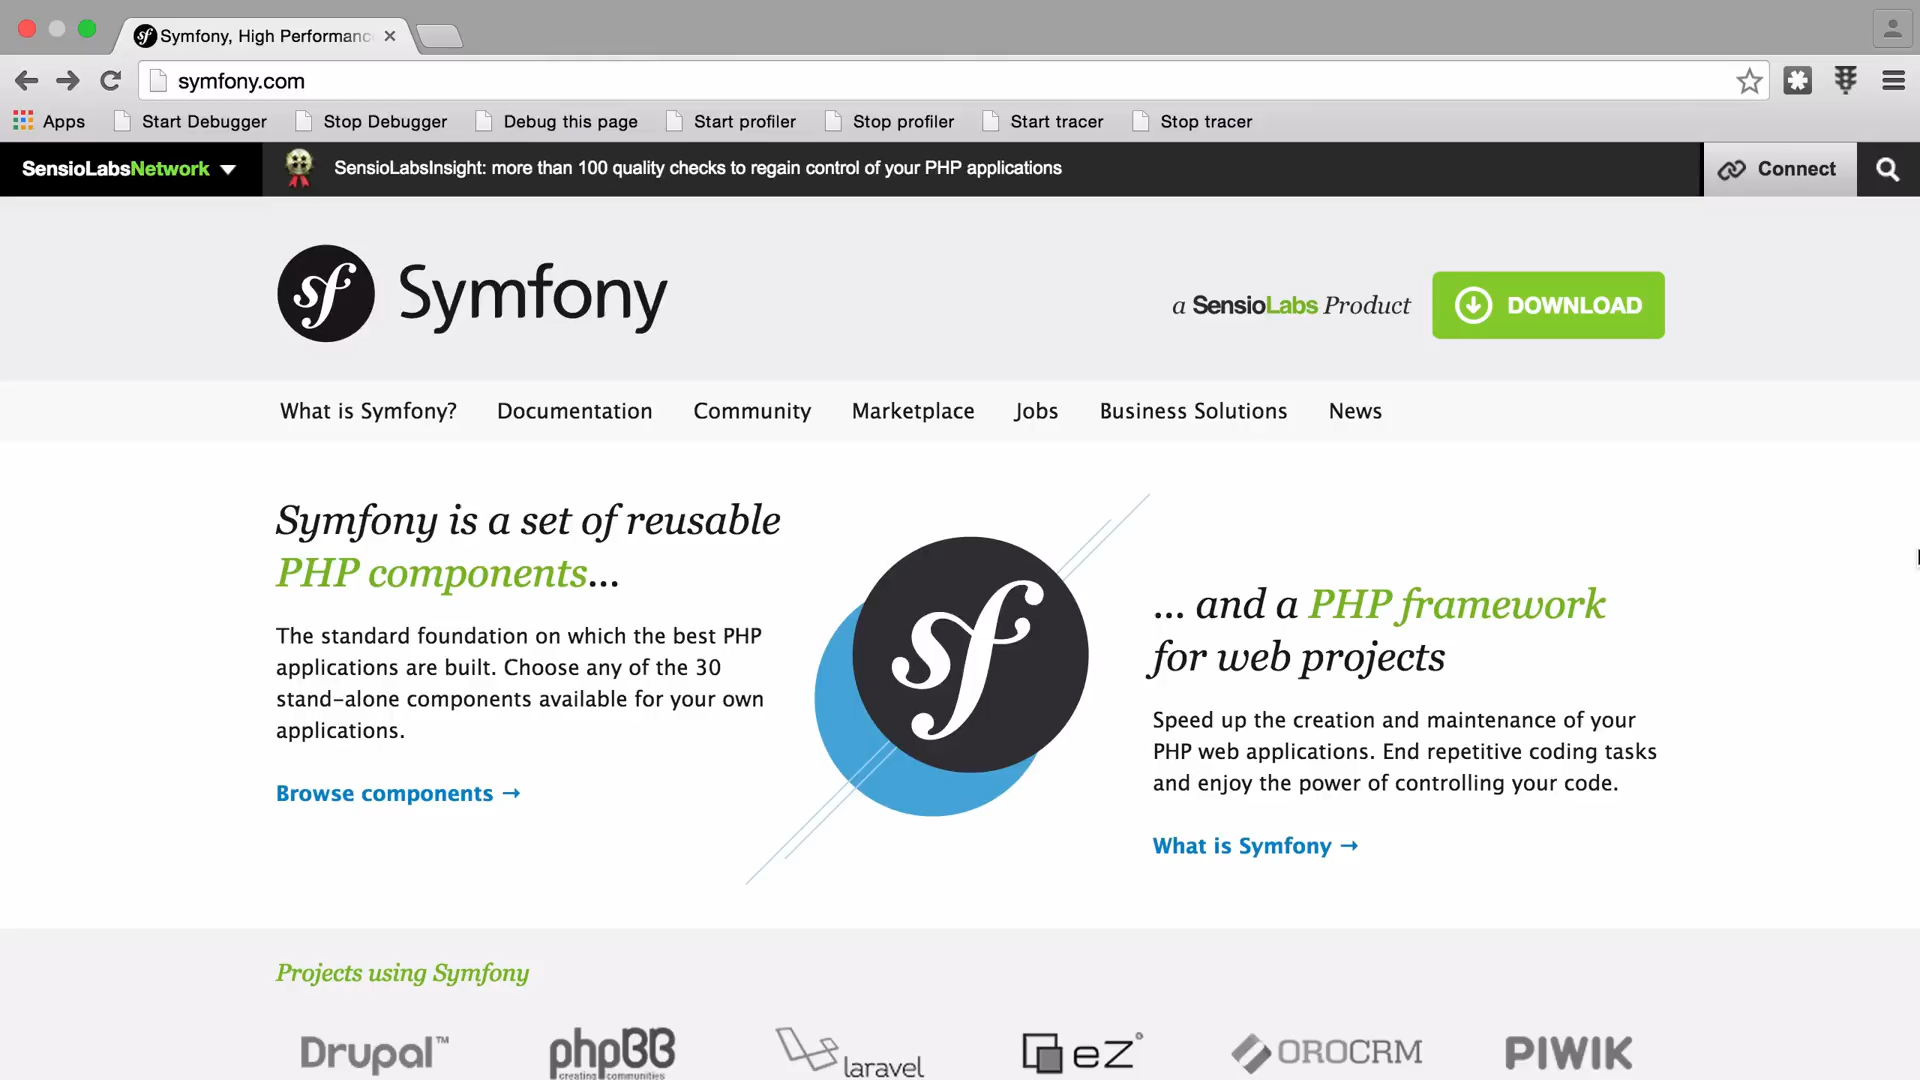 Symfony, High Performanc
symfony.com
Apps
Start Debugger
Stop Debugger
Debug this page
Start profiler
Stop profiler
Start tracer
Stop tracer
SensioLabsNetwork
SensioLabsInsight: more than 100 quality checks to regain control of your PHP applications
Connect
sf Symfony
a SensioLabs Product
DOWNLOAD
What is Symfony?
Documentation
Community
Marketplace
Jobs
Business Solutions
News
Symfony is a set of reusable
PHP components...
The standard foundation on which the best PHP
applications are built. Choose any of the 30
stand-alone components available for your own
applications.
Browse components →
sf
... and a PHP framework
for web projects
Speed up the creation and maintenance of your
PHP web applications. End repetitive coding tasks
and enjoy the power of controlling your code.
What is Symfony →
Projects using Symfony
Drupal™
phpBB
creating communities
laravel
eZ
OROCRM
PIWIK